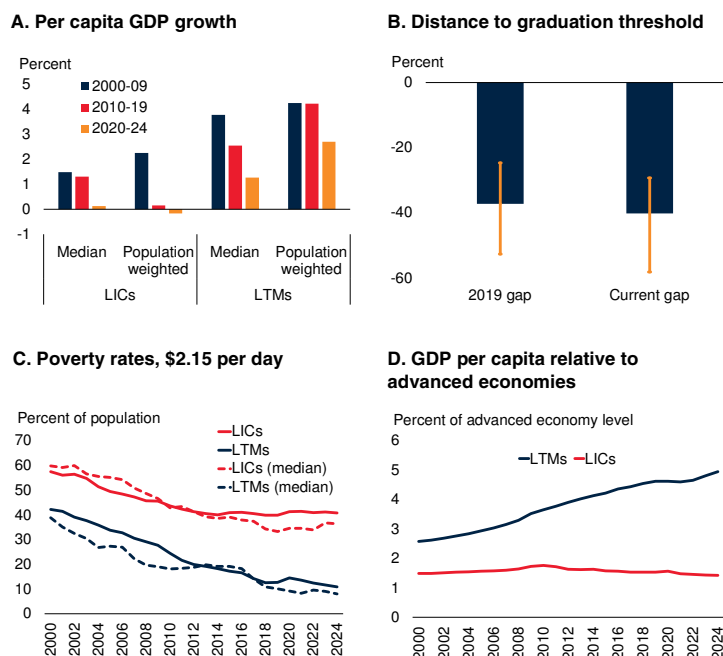 A. Per capita GDP growth
Percent
5
4
3
2
1
0
-1
2000-09
2010-19
2020-24
Median
Population
weighted
Median
Population
weighted
LICs
LTMs
B. Distance to graduation threshold
Percent
0
-20
-40
-60
2019 gap
Current gap
C. Poverty rates, $2.15 per day
Percent of population
70
60
50
40
30
20
10
0
LICs
LTMs
LICs (median)
LTMs (median)
2000
2002
2004
2006
2008
2010
2012
2014
2016
2018
2020
2022
2024
D. GDP per capita relative to
advanced economies
Percent of advanced economy level
6
5
4
3
2
1
0
LTMs
LICs
2000
2002
2004
2006
2008
2010
2012
2014
2016
2018
2020
2022
2024